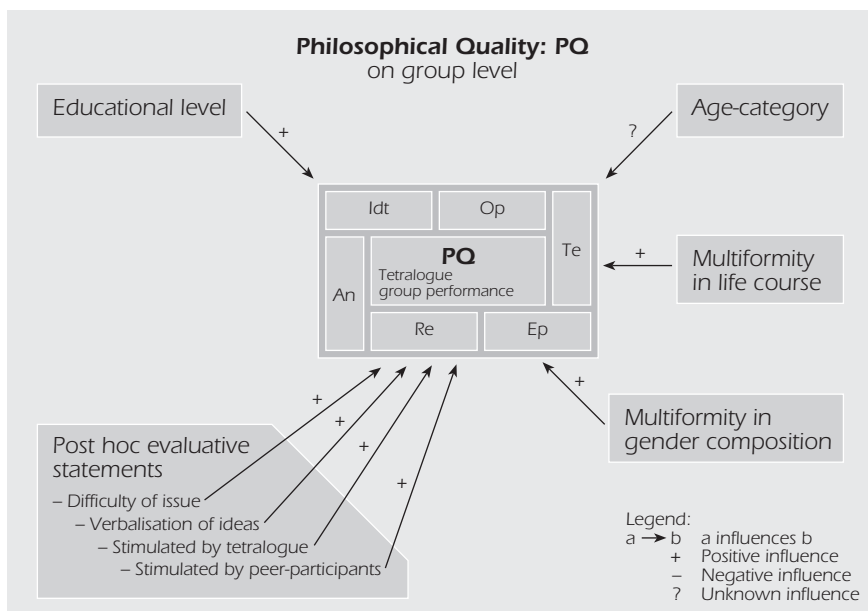 Philosophical Quality: PQ
on group level
Educational level
Age-category
+
?
Idt
Op
Te
An
PQ
Tetralogue
group performance
Re
Ep
+
Multiformity
in life course
+
Multiformity in
gender composition
+
+
+
+
Post hoc evaluative
statements
– Difficulty of issue
– Verbalisation of ideas
– Stimulated by tetralogue
– Stimulated by peer-participants
Legend:
a → b a influences b
+ Positive influence
– Negative influence
? Unknown influence